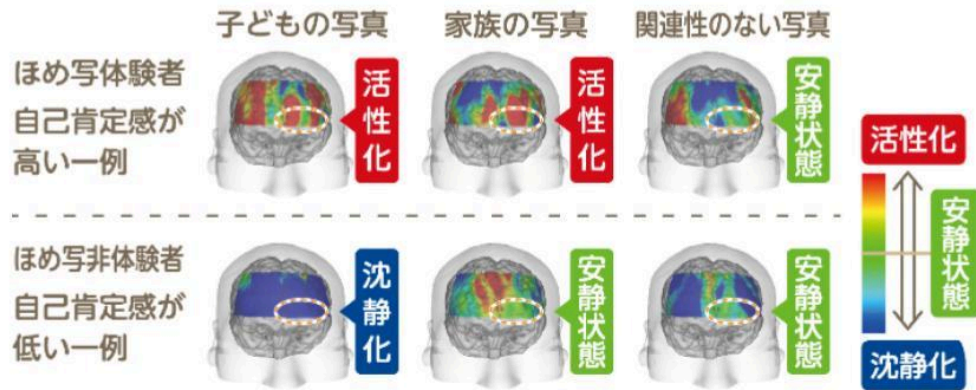 子どもの写真
家族の写真
関連性のない写真
ほめ写体験者
自己肯定感が
高い一例
活性化
活性化
安静状態
ほめ写非体験者
自己肯定感が
低い一例
沈静化
安静状態
安静状態
活性化
安静状態
沈静化